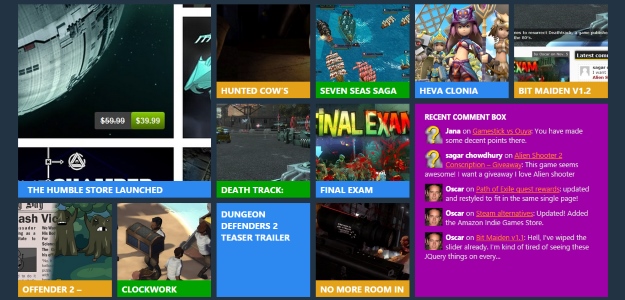 $59.99 $39.99
THE HUMBLE STORE LAUNCHED
HUNTED COW'S
SEVEN SEAS SAGA
HEVA CLONIA
Latest com
BIT MAIDEN V1.2
DEATH TRACK:
FINAL EXAM
FINAL EXAM
RECENT COMMENT BOX
Jana on Gamestick vs Ouya: You have made
some decent points there.
sagar chowdhury on Alien Shooter 2
Conscription – Giveaway: This game seems
awesome! I want a giveaway I love Alien shooter
Oscar on Path of Exile quest rewards: updated
and restyled to fit in the same single page!
Oscar on Steam alternatives: Updated! Added
the Amazon Indie Games Store.
Oscar on Bit Maiden v1.1: Hell, I've wiped the
slider already. I'm kind of tired of seeing these
JQuery things on every...
ash Vic
OFFENDER 2 –
CLOCKWORK
DUNGEON
DEFENDERS 2
TEASER TRAILER
NO MORE ROOM IN